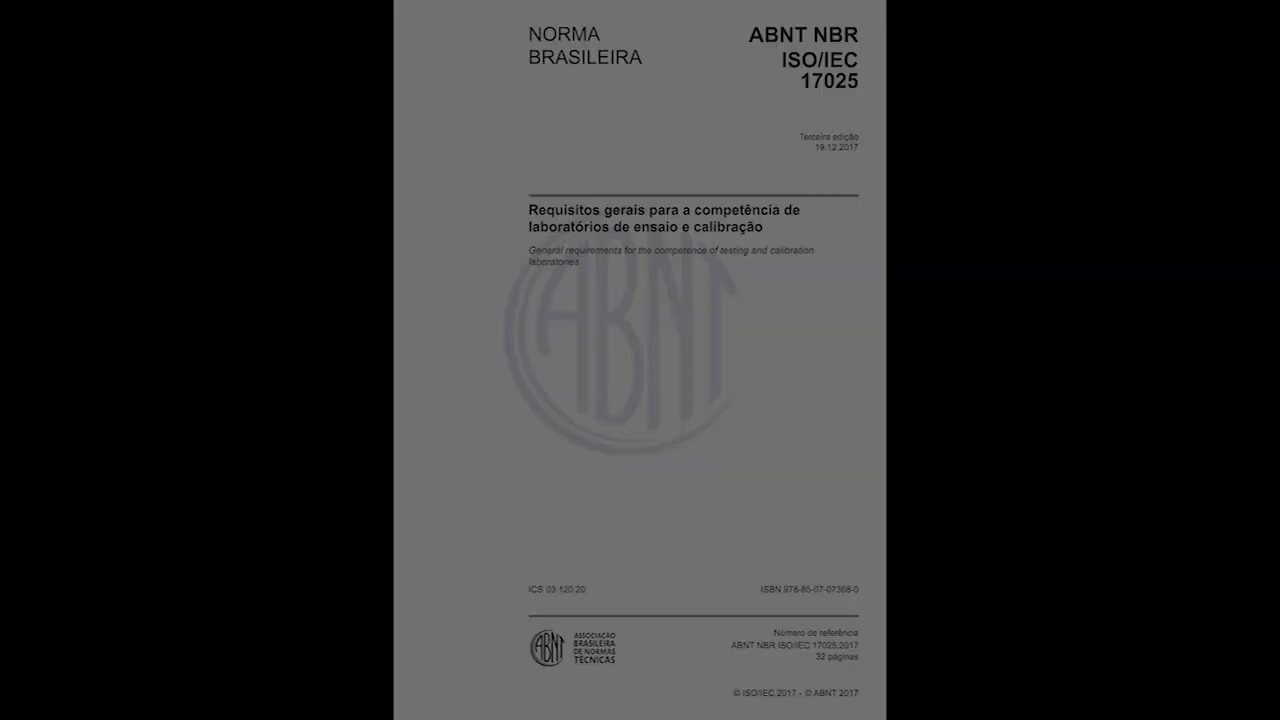 NORMA
BRASILEIRA
ABNT NBR
ISO/IEC
17025
Terceira edição
19.12.2017
Requisitos gerais para a competência de
laboratórios de ensaio e calibração
General requirements for the competence of testing and calibration
laboratories
ABNT
ICS 03.120.20
ISBN 978-85-07-07368-0
ABNT
ASSOCIAÇÃO
BRASILEIRA
DE NORMAS
TÉCNICAS
Número de referência
ABNT NBR ISO/IEC 17025:2017
32 páginas
© ISO/IEC 2017 - © ABNT 2017